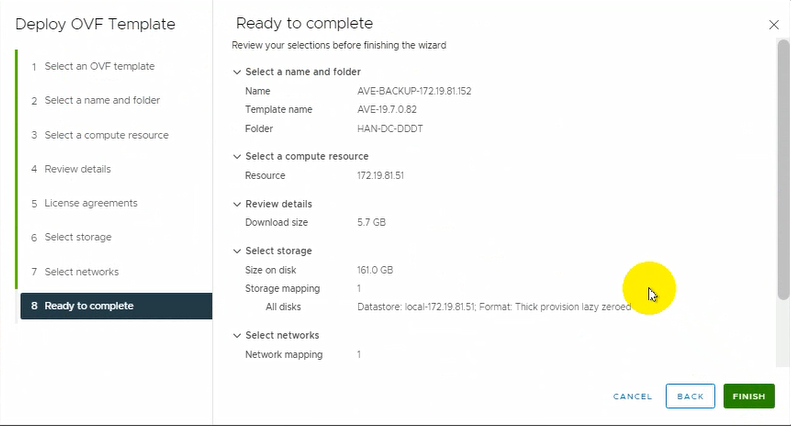 Deploy OVF Template
1 Select an OVF template
2 Select a name and folder
3 Select a compute resource
4 Review details
5 License agreements
6 Select storage
7 Select networks
8 Ready to complete
Ready to complete
Review your selections before finishing the wizard
Select a name and folder
Name AVE-BACKUP-172.19.81.152
Template name AVE-19.7.0.82
Folder HAN-DC-DDDT
Select a compute resource
Resource 172.19.81.51
Review details
Download size 5.7 GB
Select storage
Size on disk 161.0 GB
Storage mapping 1
All disks Datastore: local-172.19.81.51; Format: Thick provision lazy zeroed
Select networks
Network mapping 1
CANCEL BACK FINISH